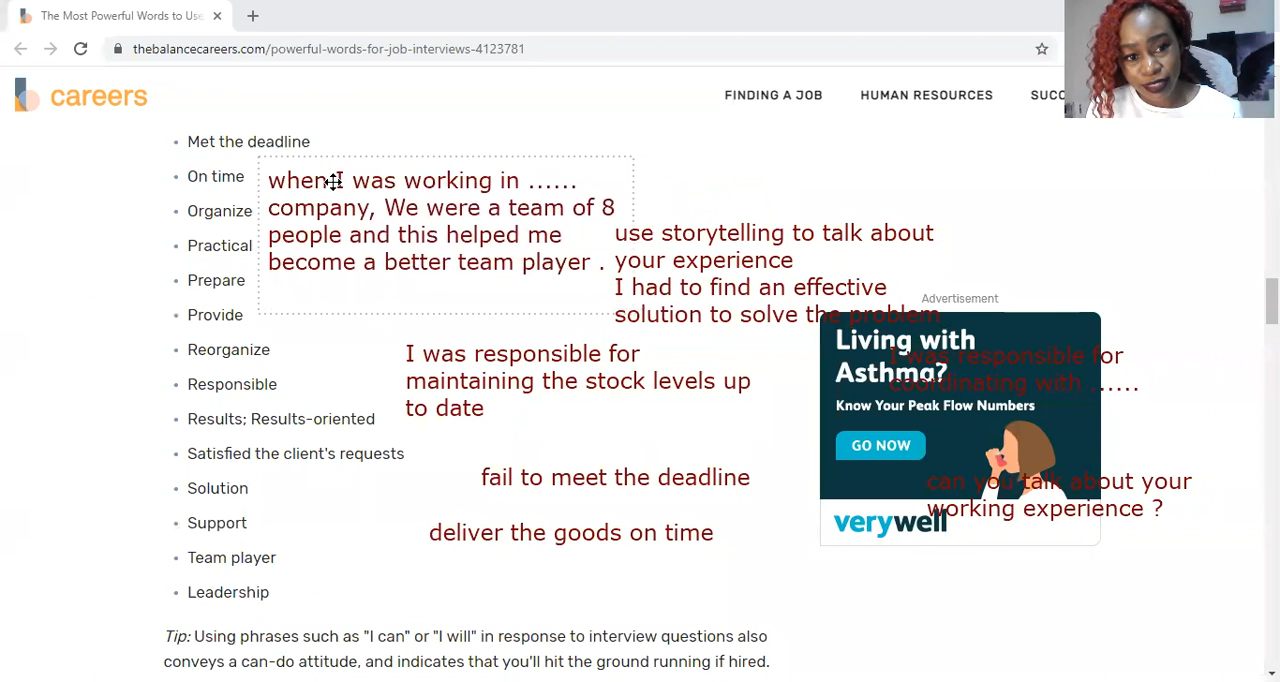 The Most Powerful Words to Use
thebalancecareers.com/powerful-words-for-job-interviews-4123781
careers
FINDING A JOB
HUMAN RESOURCES
SUCC
• Met the deadline
• On time
• Organize
• Practical
• Prepare
• Provide
• Reorganize
• Responsible
• Results; Results-oriented
• Satisfied the client's requests
• Solution
• Support
• Team player
• Leadership
when I was working in ......
company, We were a team of 8
people and this helped me
become a better team player .
use storytelling to talk about
your experience
I had to find an effective
solution to solve the problem
I was responsible for
maintaining the stock levels up
to date
fail to meet the deadline
deliver the goods on time
Advertisement
Living with
Asthma?
Know Your Peak Flow Numbers
GO NOW
verywell
I was responsible for
coordinating with ......
can you talk about your
working experience ?
Tip: Using phrases such as "I can" or "I will" in response to interview questions also
conveys a can-do attitude, and indicates that you'll hit the ground running if hired.